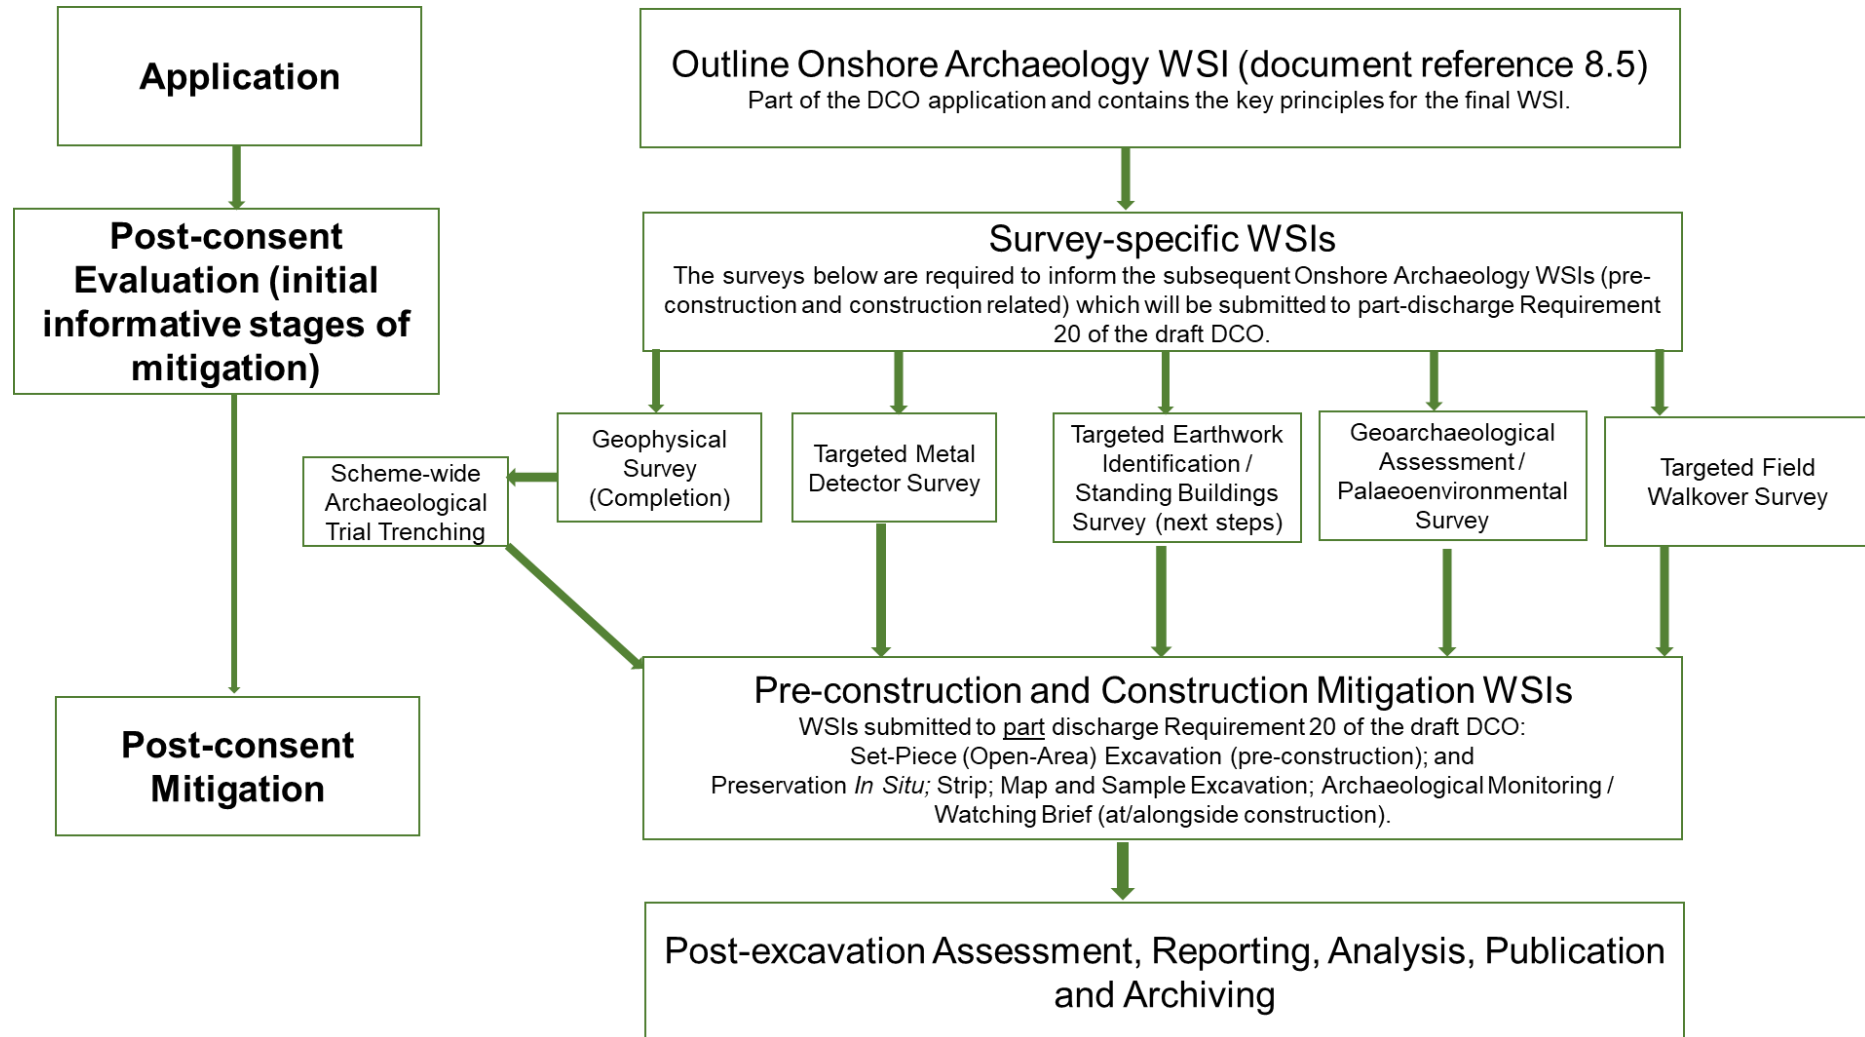 Application
Outline Onshore Archaeology WSI (document reference 8.5)
Part of the DCO application and contains the key principles for the final WSI.
Post-consent
Evaluation (initial
informative stages of
mitigation)
Survey-specific WSIs
The surveys below are required to inform the subsequent Onshore Archaeology WSIs (pre-
construction and construction related) which will be submitted to part-discharge Requirement
20 of the draft DCO.
Scheme-wide
Archaeological
Trial Trenching
Geophysical
Survey
(Completion)
Targeted Metal
Detector Survey
Targeted Earthwork
Identification /
Standing Buildings
Survey (next steps)
Geoarchaeological
Assessment /
Palaeoenvironmental
Survey
Targeted Field
Walkover Survey
Post-consent
Mitigation
Pre-construction and Construction Mitigation WSIs
WSIs submitted to part discharge Requirement 20 of the draft DCO:
Set-Piece (Open-Area) Excavation (pre-construction); and
Preservation In Situ; Strip; Map and Sample Excavation; Archaeological Monitoring /
Watching Brief (at/alongside construction).
Post-excavation Assessment, Reporting, Analysis, Publication
and Archiving